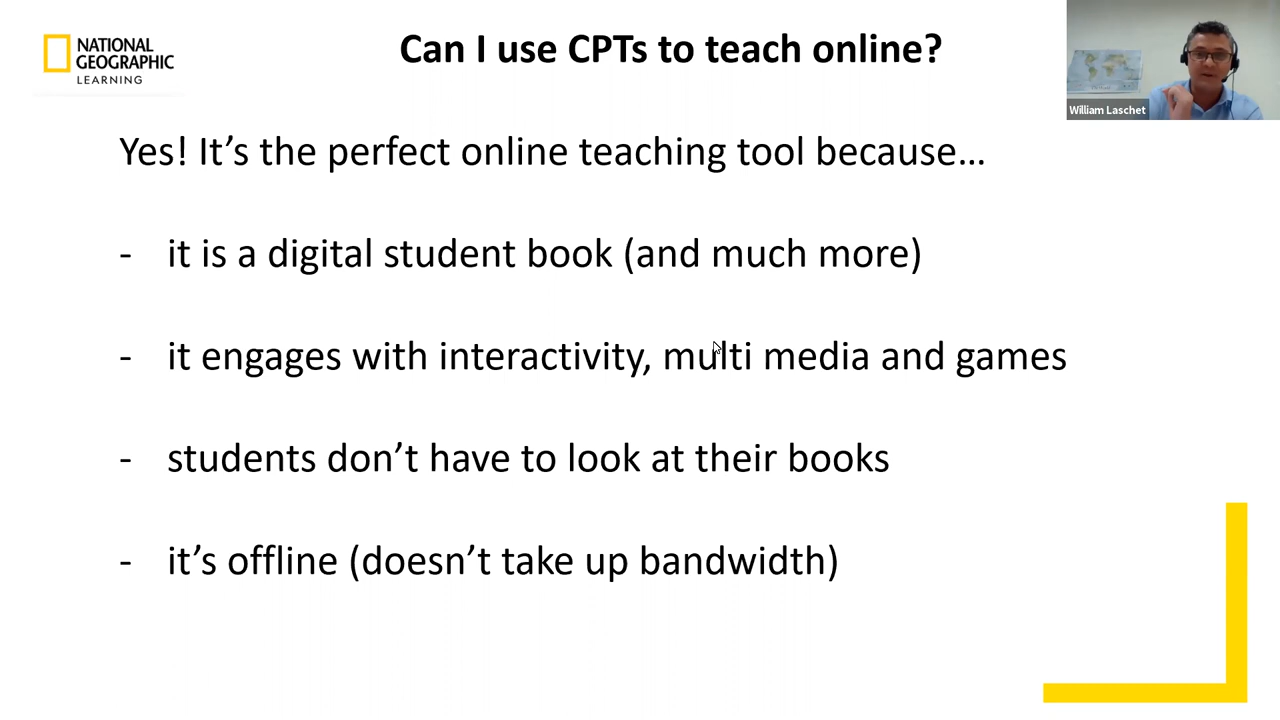 NATIONAL
GEOGRAPHIC
LEARNING
Can I use CPTs to teach online?
William Laschet
Yes! It’s the perfect online teaching tool because…
- it is a digital student book (and much more)
- it engages with interactivity, multi media and games
- students don’t have to look at their books
- it’s offline (doesn’t take up bandwidth)